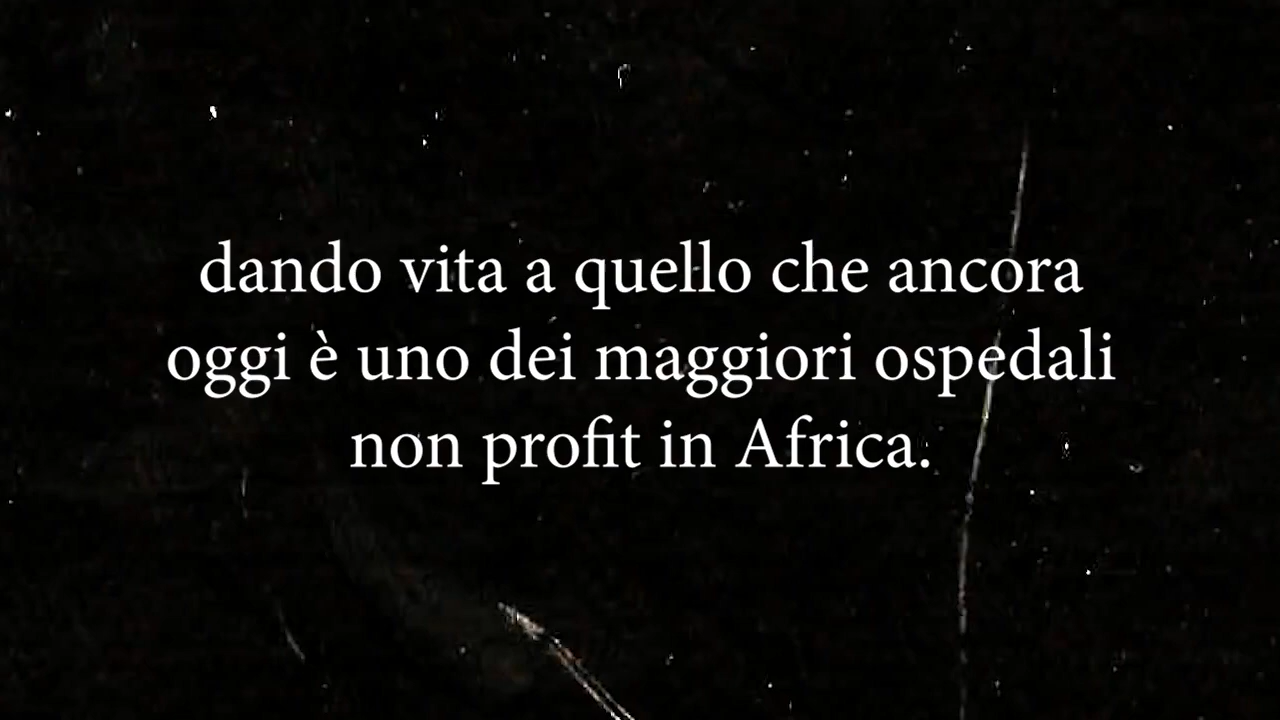 dando vita a quello che ancora
oggi è uno dei maggiori ospedali
non profit in Africa.